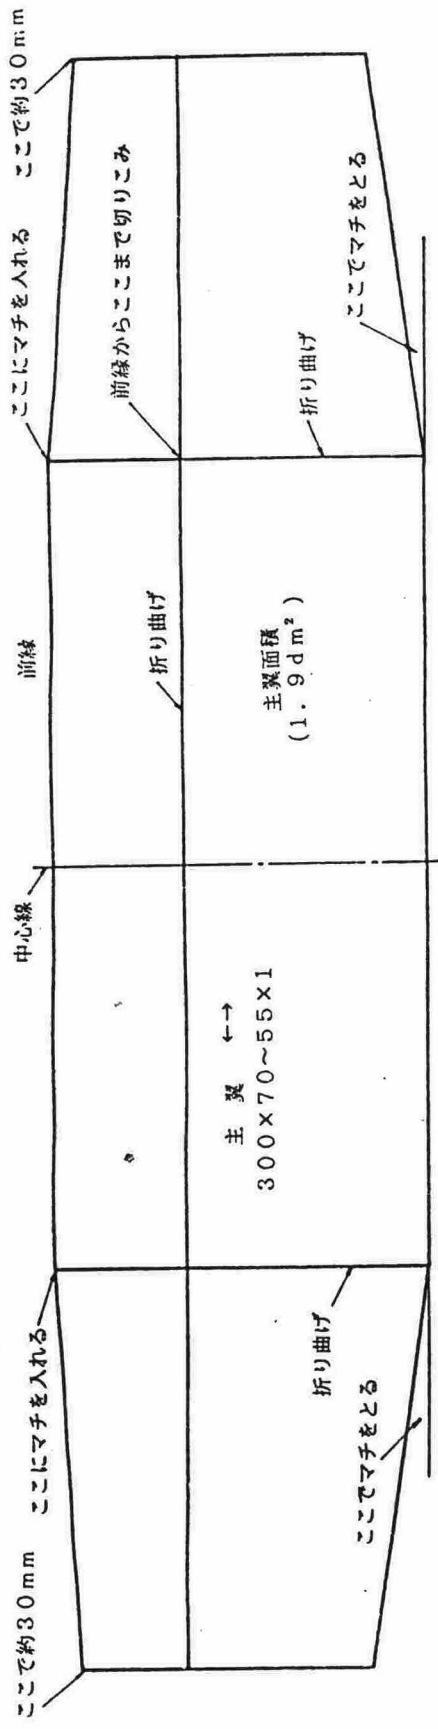 ここで約30mm
ここにマチを入れる
中心線
前縁
ここにマチを入れる
ここで約30mm
前縁からここまで切りこみ
折り曲げ
主翼 ←→
300×70~55×1
主翼面積
(1.9dm²)
折り曲げ
折り曲げ
ここでマチをとる
ここでマチをとる